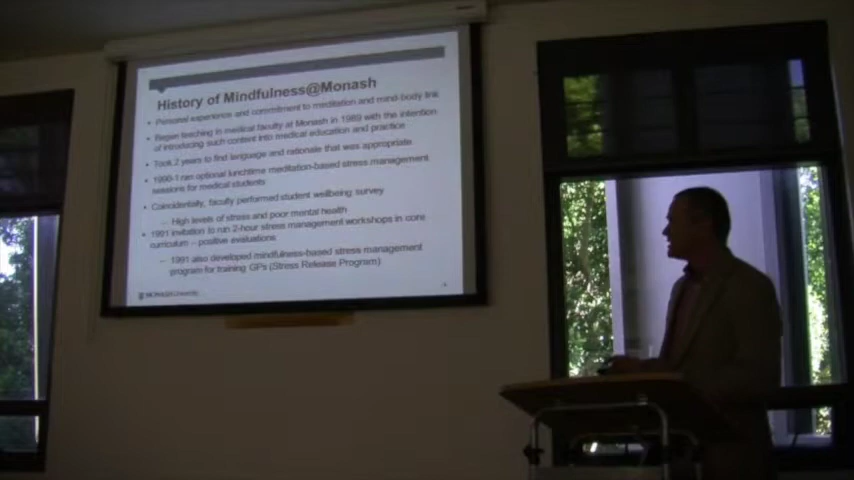 History of Mindfulness@Monash
• Personal experience and commitment to meditation and mind-body link
• Began teaching in medical faculty at Monash in 1989 with the intention
of introducing such content into medical education and practice
• Took 2 years to find language and rationale that was appropriate
• 1990-1 ran optional lunchtime meditation-based stress management
sessions for medical students
• Coincidentally, faculty performed student wellbeing survey
– High levels of stress and poor mental health
• 1991 invitation to run 2-hour stress management workshops in core
curriculum – positive evaluations
– 1991 also developed mindfulness-based stress management
program for training GPs (Stress Release Program)
MONASH University